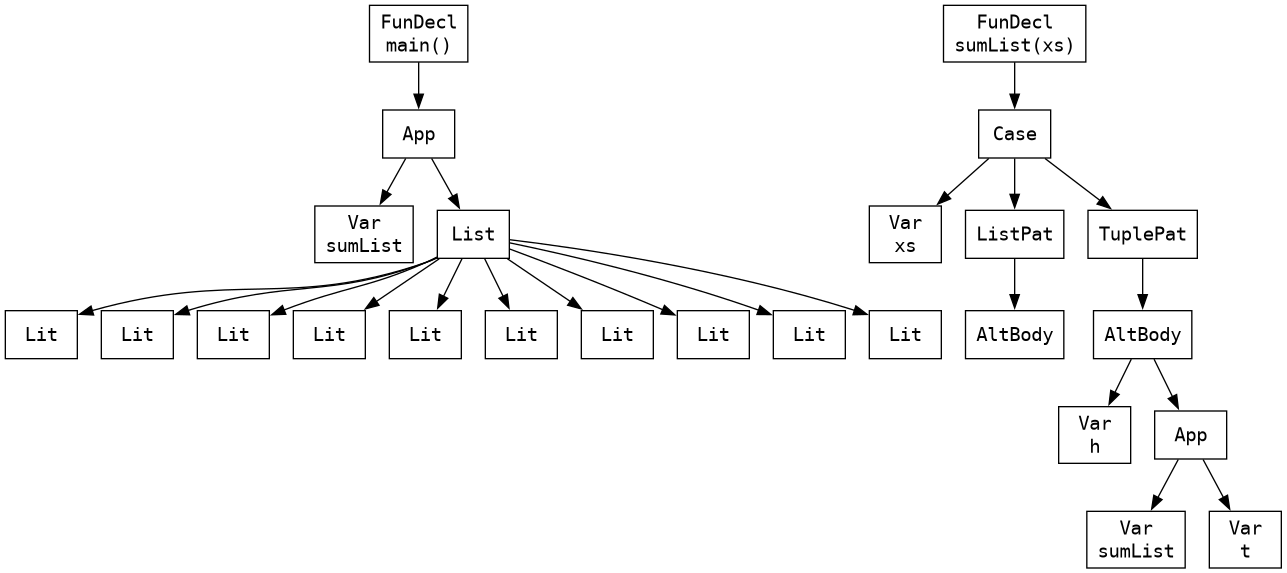 FunDecl
main()
FunDecl
sumList(xs)
App
Case
Var
sumList
List
Var
xs
ListPat
TuplePat
Lit
Lit
Lit
Lit
Lit
Lit
Lit
Lit
Lit
Lit
AltBody
AltBody
Var
h
App
Var
sumList
Var
t